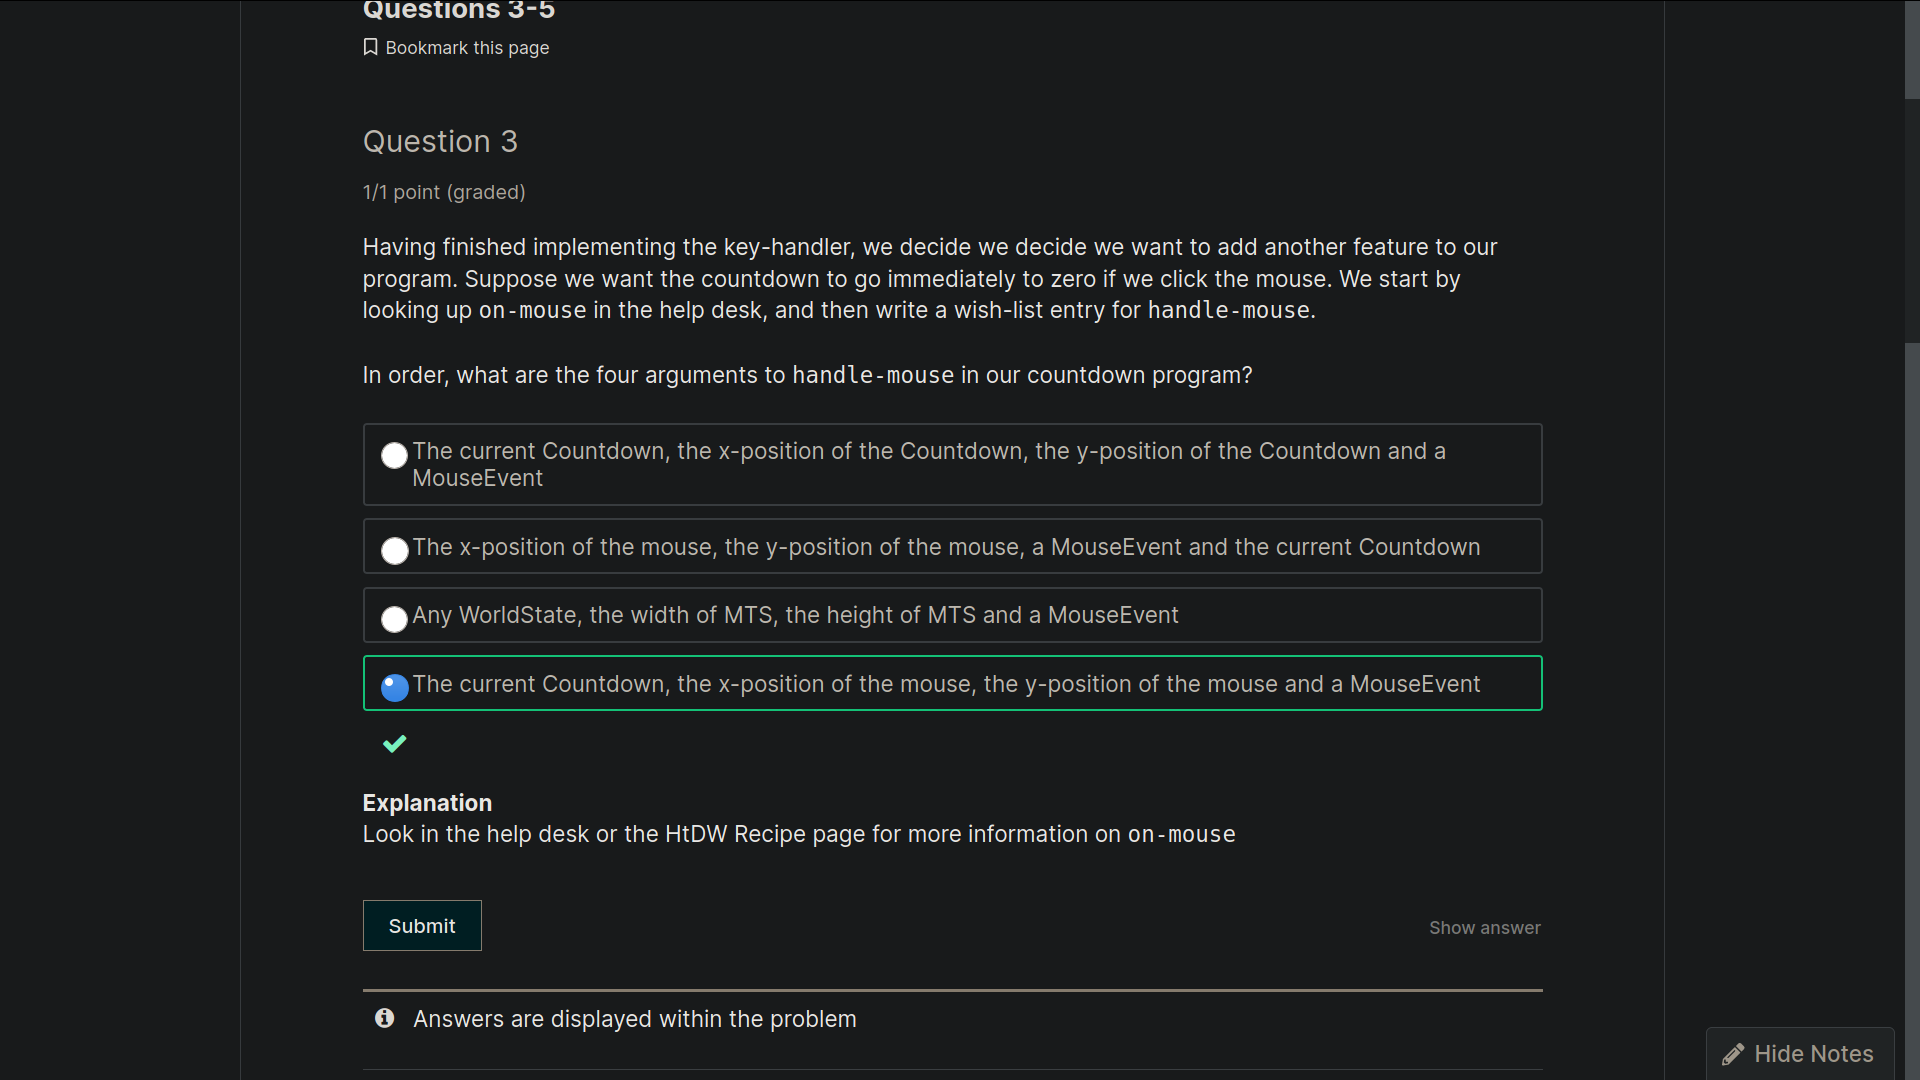 Questions 3-5
Bookmark this page
Question 3
1/1 point (graded)
Having finished implementing the key-handler, we decide we decide we want to add another feature to our
program. Suppose we want the countdown to go immediately to zero if we click the mouse. We start by
looking up on-mouse in the help desk, and then write a wish-list entry for handle-mouse.
In order, what are the four arguments to handle-mouse in our countdown program?
The current Countdown, the x-position of the Countdown, the y-position of the Countdown and a
MouseEvent
The x-position of the mouse, the y-position of the mouse, a MouseEvent and the current Countdown
Any WorldState, the width of MTS, the height of MTS and a MouseEvent
The current Countdown, the x-position of the mouse, the y-position of the mouse and a MouseEvent
Explanation
Look in the help desk or the HtDW Recipe page for more information on on-mouse
Submit
Show answer
Answers are displayed within the problem
Hide Notes